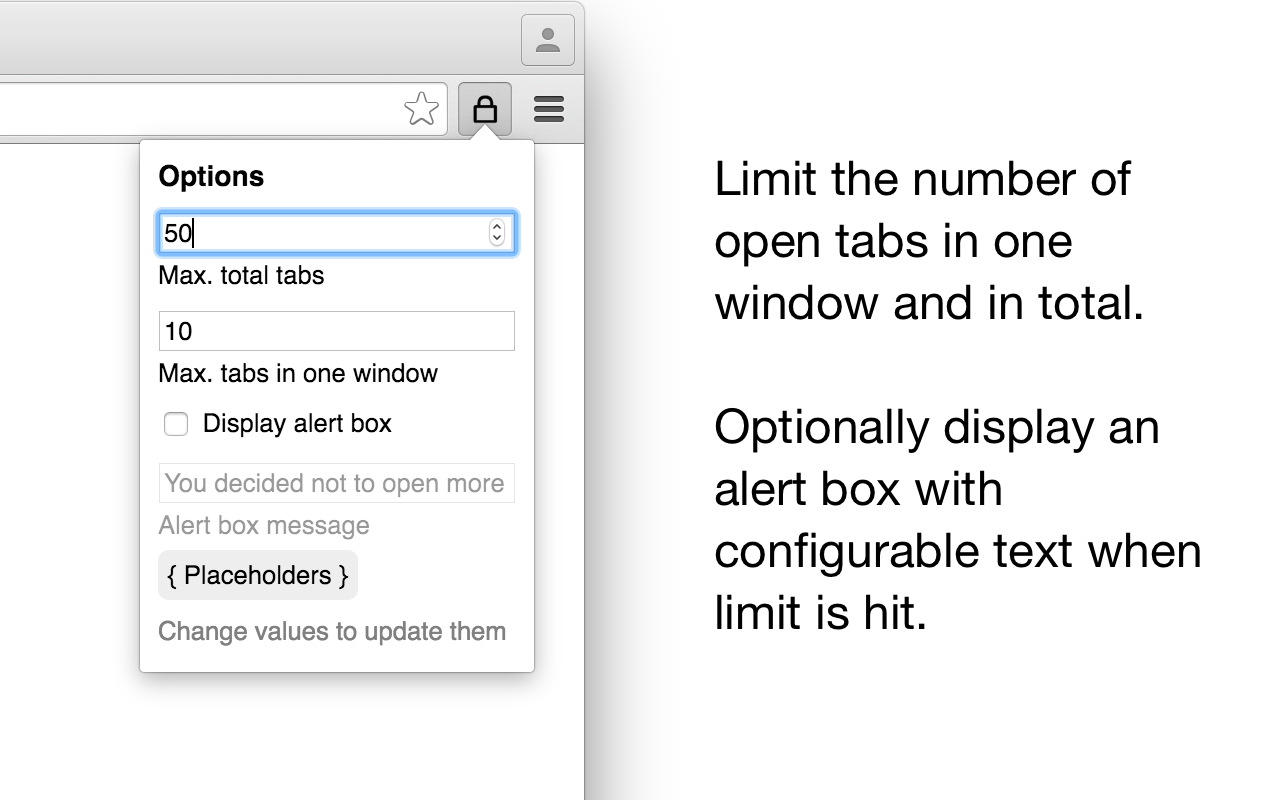 Options
50
Max. total tabs
10
Max. tabs in one window
Display alert box
You decided not to open more
Alert box message
{ Placeholders }
Change values to update them
Limit the number of
open tabs in one
window and in total.
Optionally display an
alert box with
configurable text when
limit is hit.